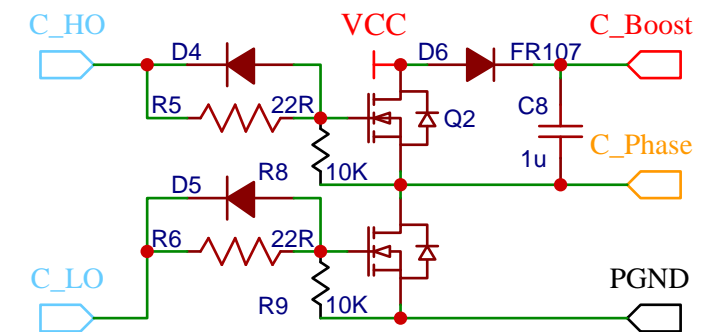 C_HO
VCC
C_Boost
D4
D6
FR107
R5
22R
Q2
C8
1u
C_Phase
10K
R8
D5
R6
22R
C_LO
PGND
R9
10K